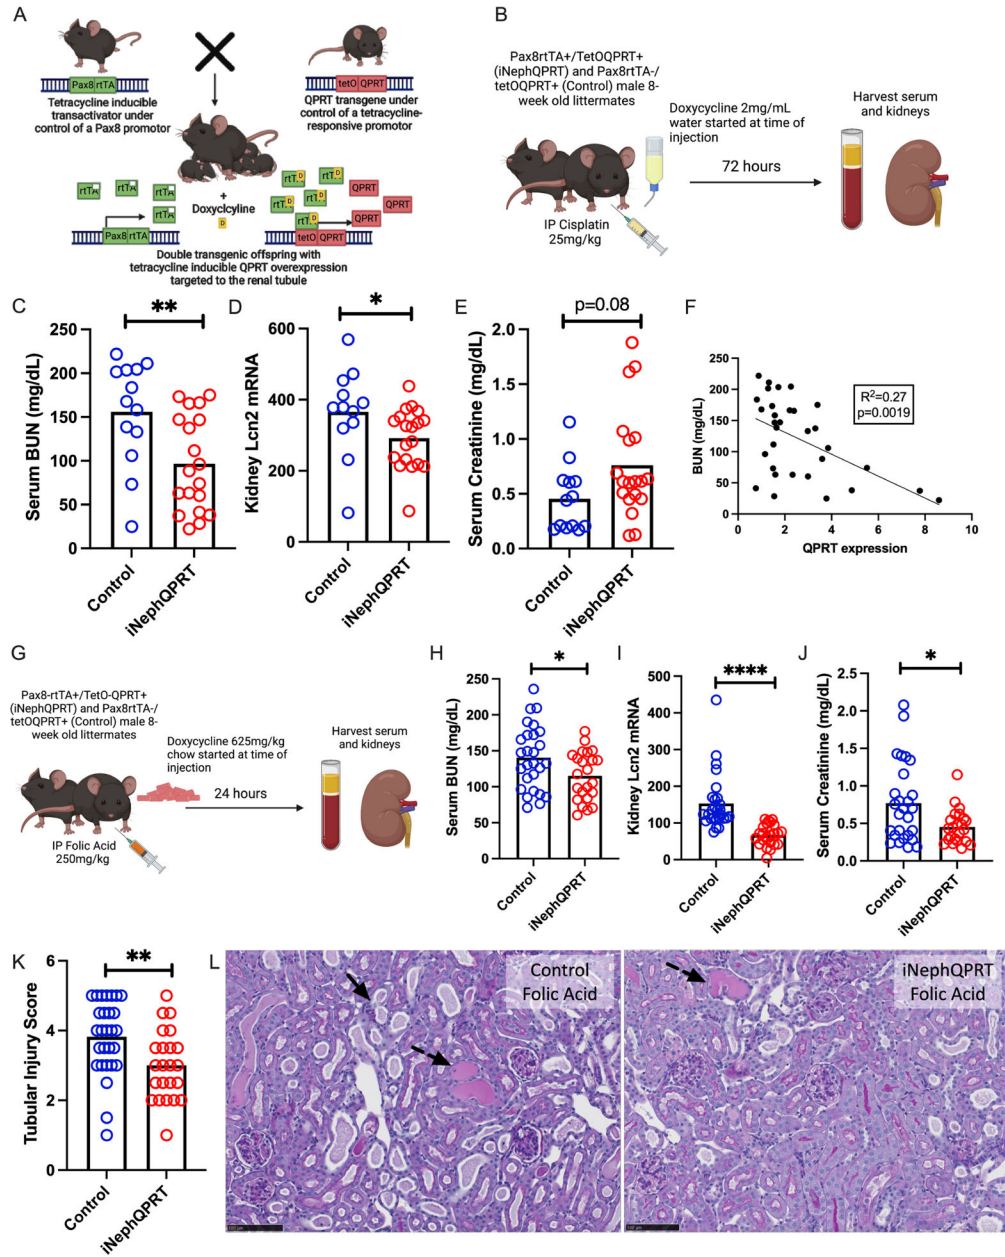 A
Pax8 rtTA
Tetracycline inducible
transactivator under
control of a Pax8 promotor
tetO QPRT
QPRT transgene under
control of a tetracycline-
responsive promotor
rtTA
rtTA
rtTA
rtTA
Pax8 rtTA
+
Doxyclcyline
D
rtTA D
rtTA D
rtTA D
rtTA D
rtTA D
QPRT
QPRT
QPRT
tetO QPRT
Double transgenic offspring with
tetracycline inducible QPRT overexpression
targeted to the renal tubule
B
Pax8rtTA+/TetOQPRT+
(iNephQPRT) and Pax8rtTA-/
tetOQPRT+ (Control) male 8-
week old littermates
Doxycycline 2mg/mL
water started at time of
injection
72 hours
Harvest serum
and kidneys
IP Cisplatin
25mg/kg
C
Serum BUN (mg/dL)
250
200
150
100
50
0
**
Control
iNephQPRT
D
Kidney Lcn2 mRNA
600
400
200
0
*
Control
iNephQPRT
E
Serum Creatinine (mg/dL)
2.0
1.5
1.0
0.5
0.0
p=0.08
Control
iNephQPRT
F
BUN (mg/dL)
250
200
150
100
50
0
0 2 4 6 8 10
QPRT expression
R2=0.27
p=0.0019
G
Pax8-rtTA+/TetO-QPRT+
(iNephQPRT) and Pax8rtTA-/
tetOQPRT+ (Control) male 8-
week old littermates
Doxycycline 625mg/kg
chow started at time of
injection
24 hours
Harvest serum
and kidneys
IP Folic Acid
250mg/kg
H
Serum BUN (mg/dL)
250
200
150
100
50
0
*
Control
iNephQPRT
I
Kidney Lcn2 mRNA
500
400
300
200
100
0
****
Control
iNephQPRT
J
Serum Creatinine (mg/dL)
2.5
2.0
1.5
1.0
0.5
0.0
*
Control
iNephQPRT
K
Tubular Injury Score
6
4
2
0
**
Control
iNephQPRT
L
Control
Folic Acid
iNephQPRT
Folic Acid